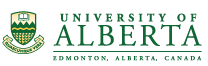 UNIVERSITY OF
ALBERTA
EDMONTON, ALBERTA, CANADA